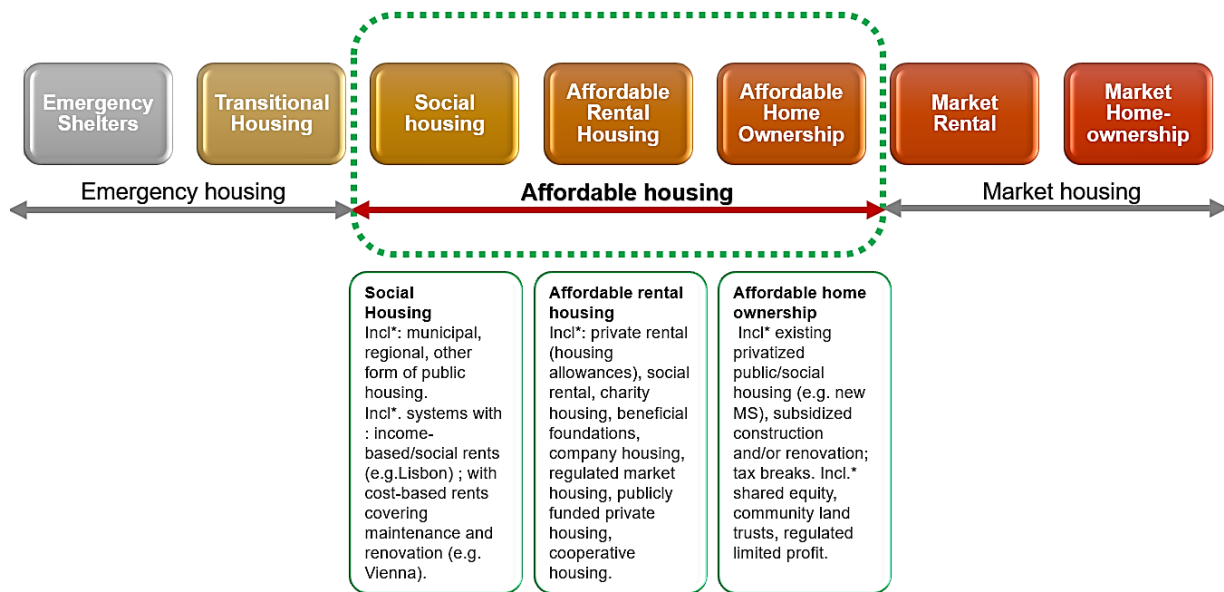 Emergency
Shelters
Transitional
Housing
Social
housing
Affordable
Rental
Housing
Affordable
Home
Ownership
Market
Rental
Market
Home-
ownership
Emergency housing
Affordable housing
Market housing
Social
Housing
Incl*: municipal,
regional, other
form of public
housing.
Incl*. systems with
: income-
based/social rents
(e.g.Lisbon) ; with
cost-based rents
covering
maintenance and
renovation (e.g.
Vienna).
Affordable rental
housing
Incl*: private rental
(housing
allowances), social
rental, charity
housing, beneficial
foundations,
company housing,
regulated market
housing, publicly
funded private
housing,
cooperative
housing.
Affordable home
ownership
Incl* existing
privatized
public/social
housing (e.g. new
MS), subsidized
construction
and/or renovation;
tax breaks. Incl.*
shared equity,
community land
trusts, regulated
limited profit.